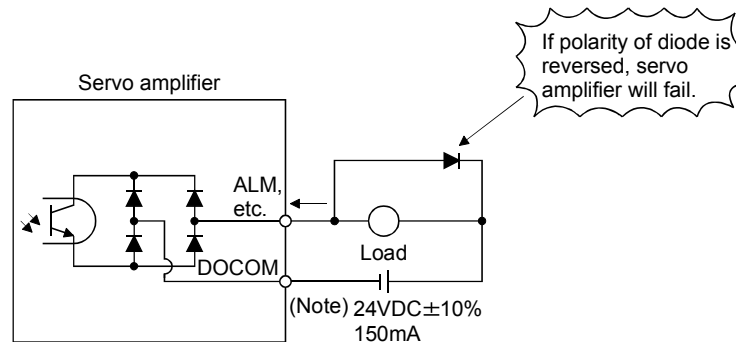 If polarity of diode is
reversed, servo
amplifier will fail.
Servo amplifier
ALM,
etc.
Load
DOCOM
(Note) 24VDC±10%
150mA